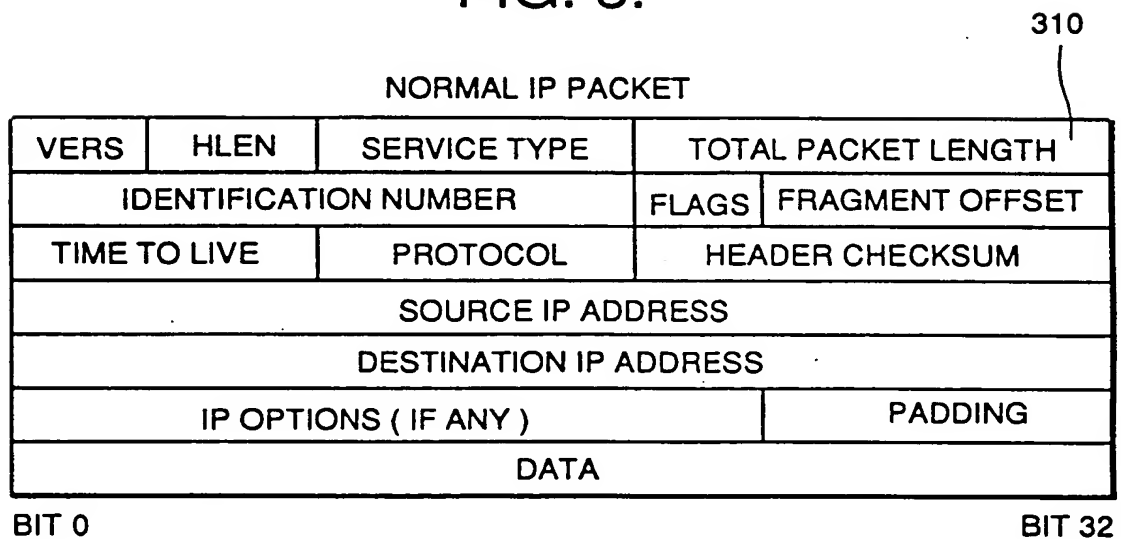 310
NORMAL IP PACKET
VERS HLEN SERVICE TYPE TOTAL PACKET LENGTH
IDENTIFICATION NUMBER FLAGS FRAGMENT OFFSET
TIME TO LIVE PROTOCOL HEADER CHECKSUM
SOURCE IP ADDRESS
DESTINATION IP ADDRESS
IP OPTIONS ( IF ANY ) PADDING
DATA
BIT 0 BIT 32